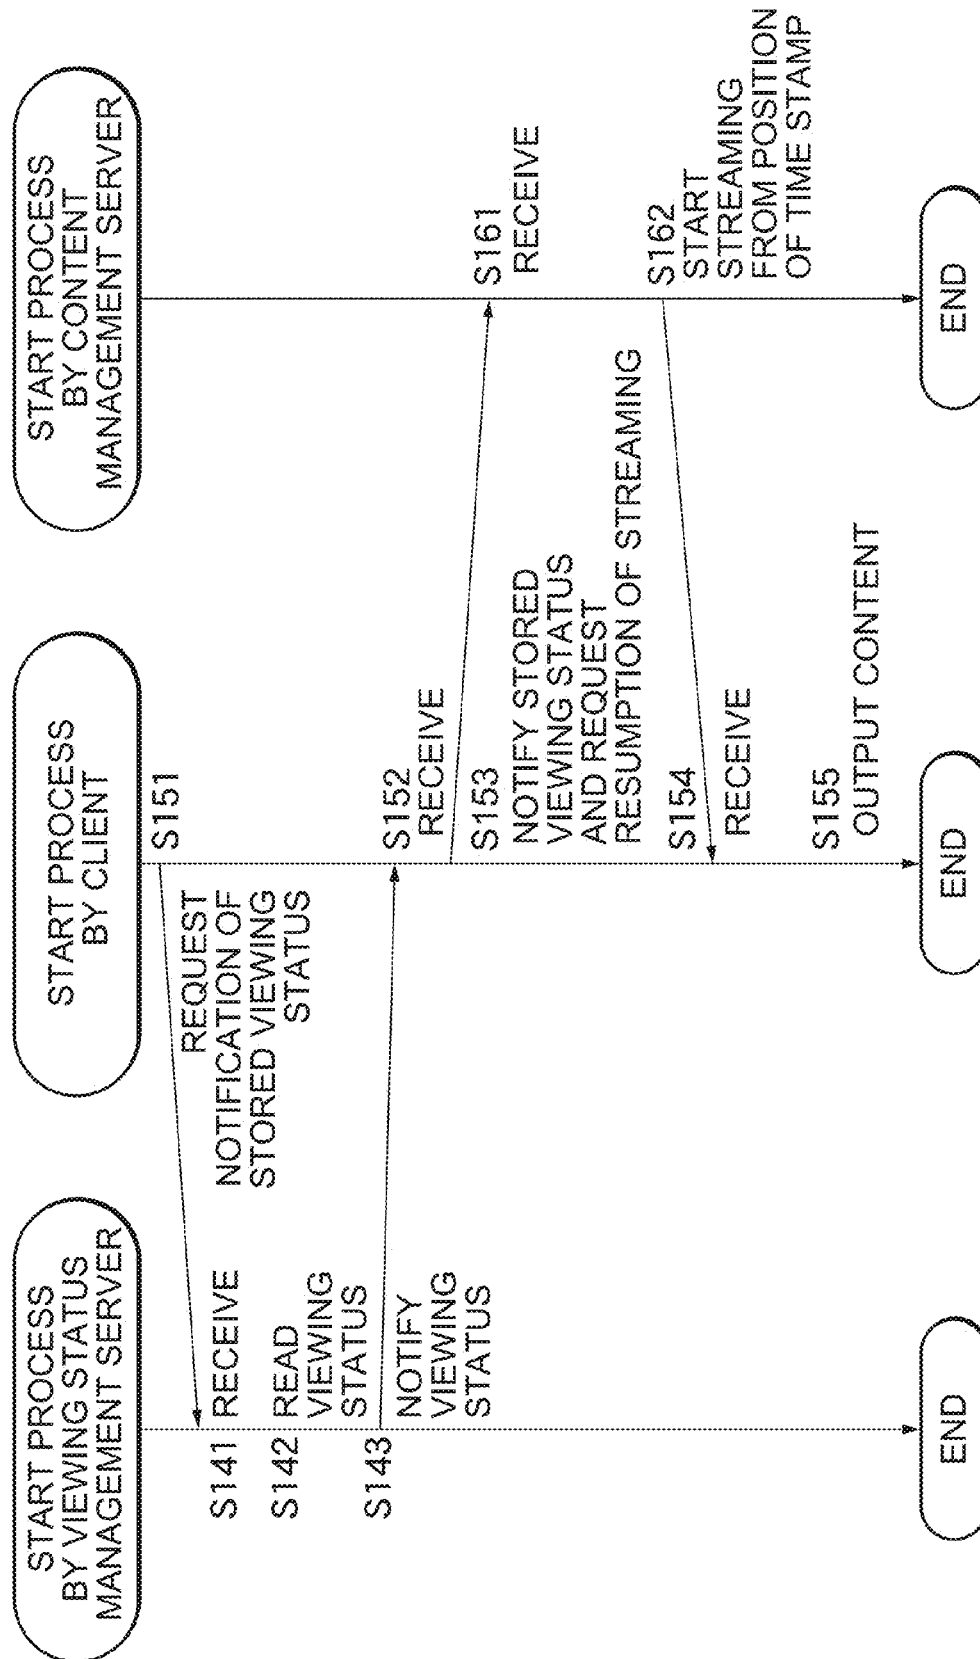 START PROCESS
BY VIEWING STATUS
MANAGEMENT SERVER
START PROCESS
BY CLIENT
START PROCESS
BY CONTENT
MANAGEMENT SERVER
S151
REQUEST
NOTIFICATION OF
STORED VIEWING
STATUS
S141 RECEIVE
S142 READ
VIEWING
STATUS
S143
NOTIFY
VIEWING
STATUS
S152
RECEIVE
S153
NOTIFY STORED
VIEWING STATUS
AND REQUEST
RESUMPTION OF STREAMING
S161
RECEIVE
S162
START
STREAMING
FROM POSITION
OF TIME STAMP
S154
RECEIVE
S155
OUTPUT CONTENT
END
END
END